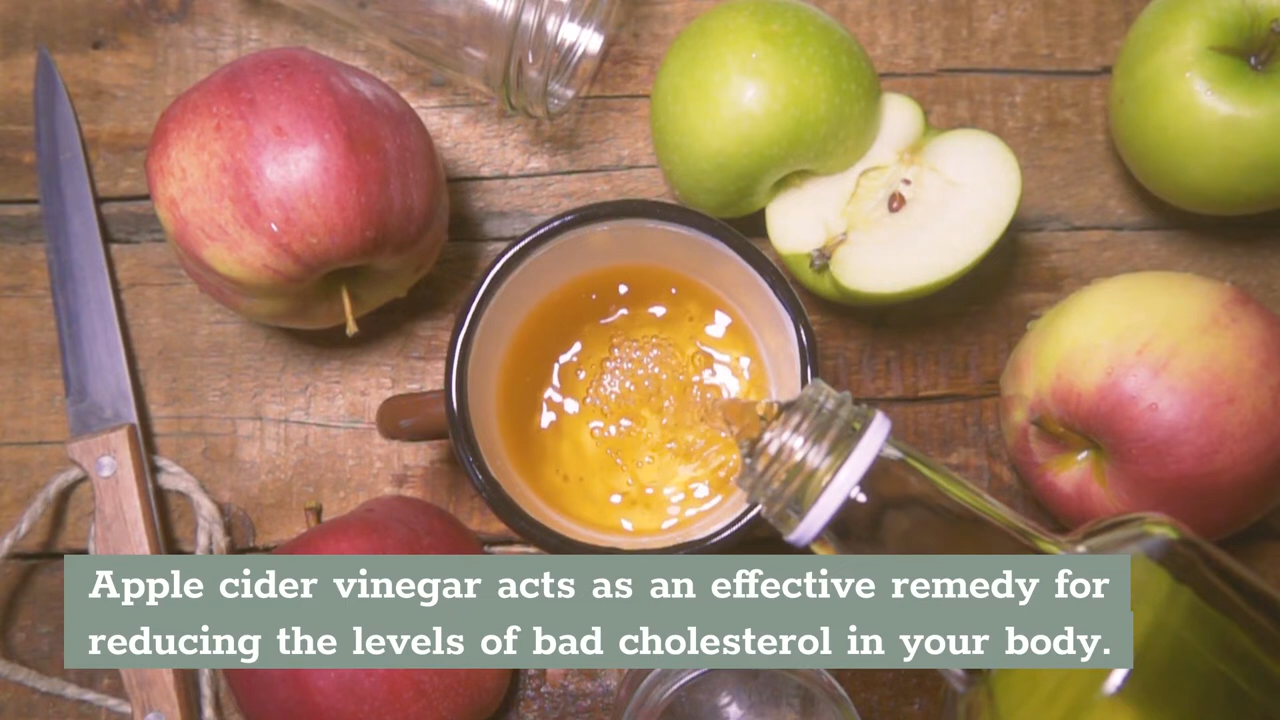 Apple cider vinegar acts as an effective remedy for
reducing the levels of bad cholesterol in your body.